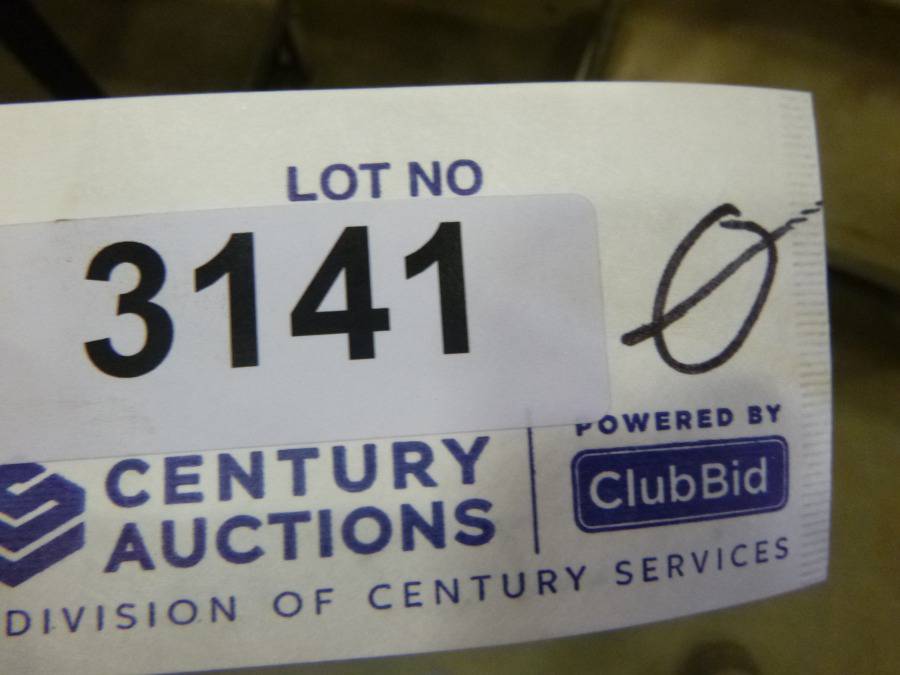 LOT NO
3141 Ø
POWERED BY
CENTURY
AUCTIONS
ClubBid
DIVISION OF CENTURY SERVICES